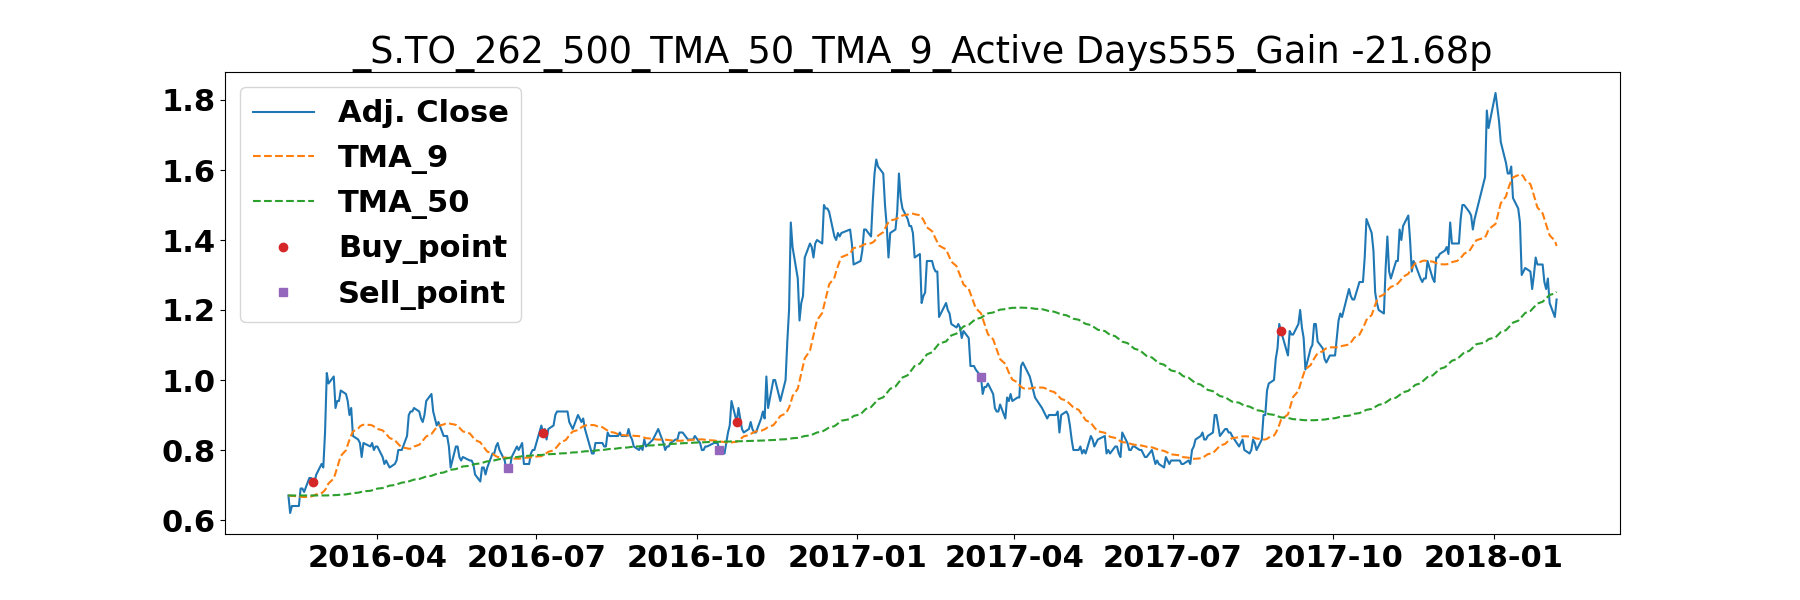 _S.TO_262_500_TMA_50_TMA_9_Active Days555_Gain -21.68p
Adj. Close
TMA_9
TMA_50
Buy_point
Sell_point
1.8
1.6
1.4
1.2
1.0
0.8
0.6
2016-04 2016-07 2016-10 2017-01 2017-04 2017-07 2017-10 2018-01